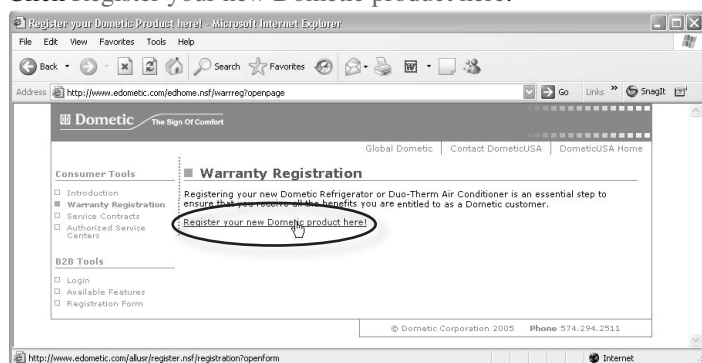 Click Register your new Dometic product here!
Register your Dometic Product here! - Microsoft Internet Explorer
File Edit View Favorites Tools Help
Back Search Favorites
Address http://www.edometic.com/edhome.nsf/warrreg?openpage Go Links » SnagIt
Dometic The Sign Of Comfort
Global Dometic Contact DometicUSA DometicUSA Home
Consumer Tools
Introduction
Warranty Registration
Service Contracts
Authorized Service
Centers
B2B Tools
Login
Available Features
Registration Form
Warranty Registration
Registering your new Dometic Refrigerator or Duo-Therm Air Conditioner is an essential step to
ensure that you receive all the benefits you are entitled to as a Dometic customer.
Register your new Dometic product here!
© Dometic Corporation 2005 Phone 574.294.2511
http://www.edometic.com/allusr/register.nsf/registration?openform Internet